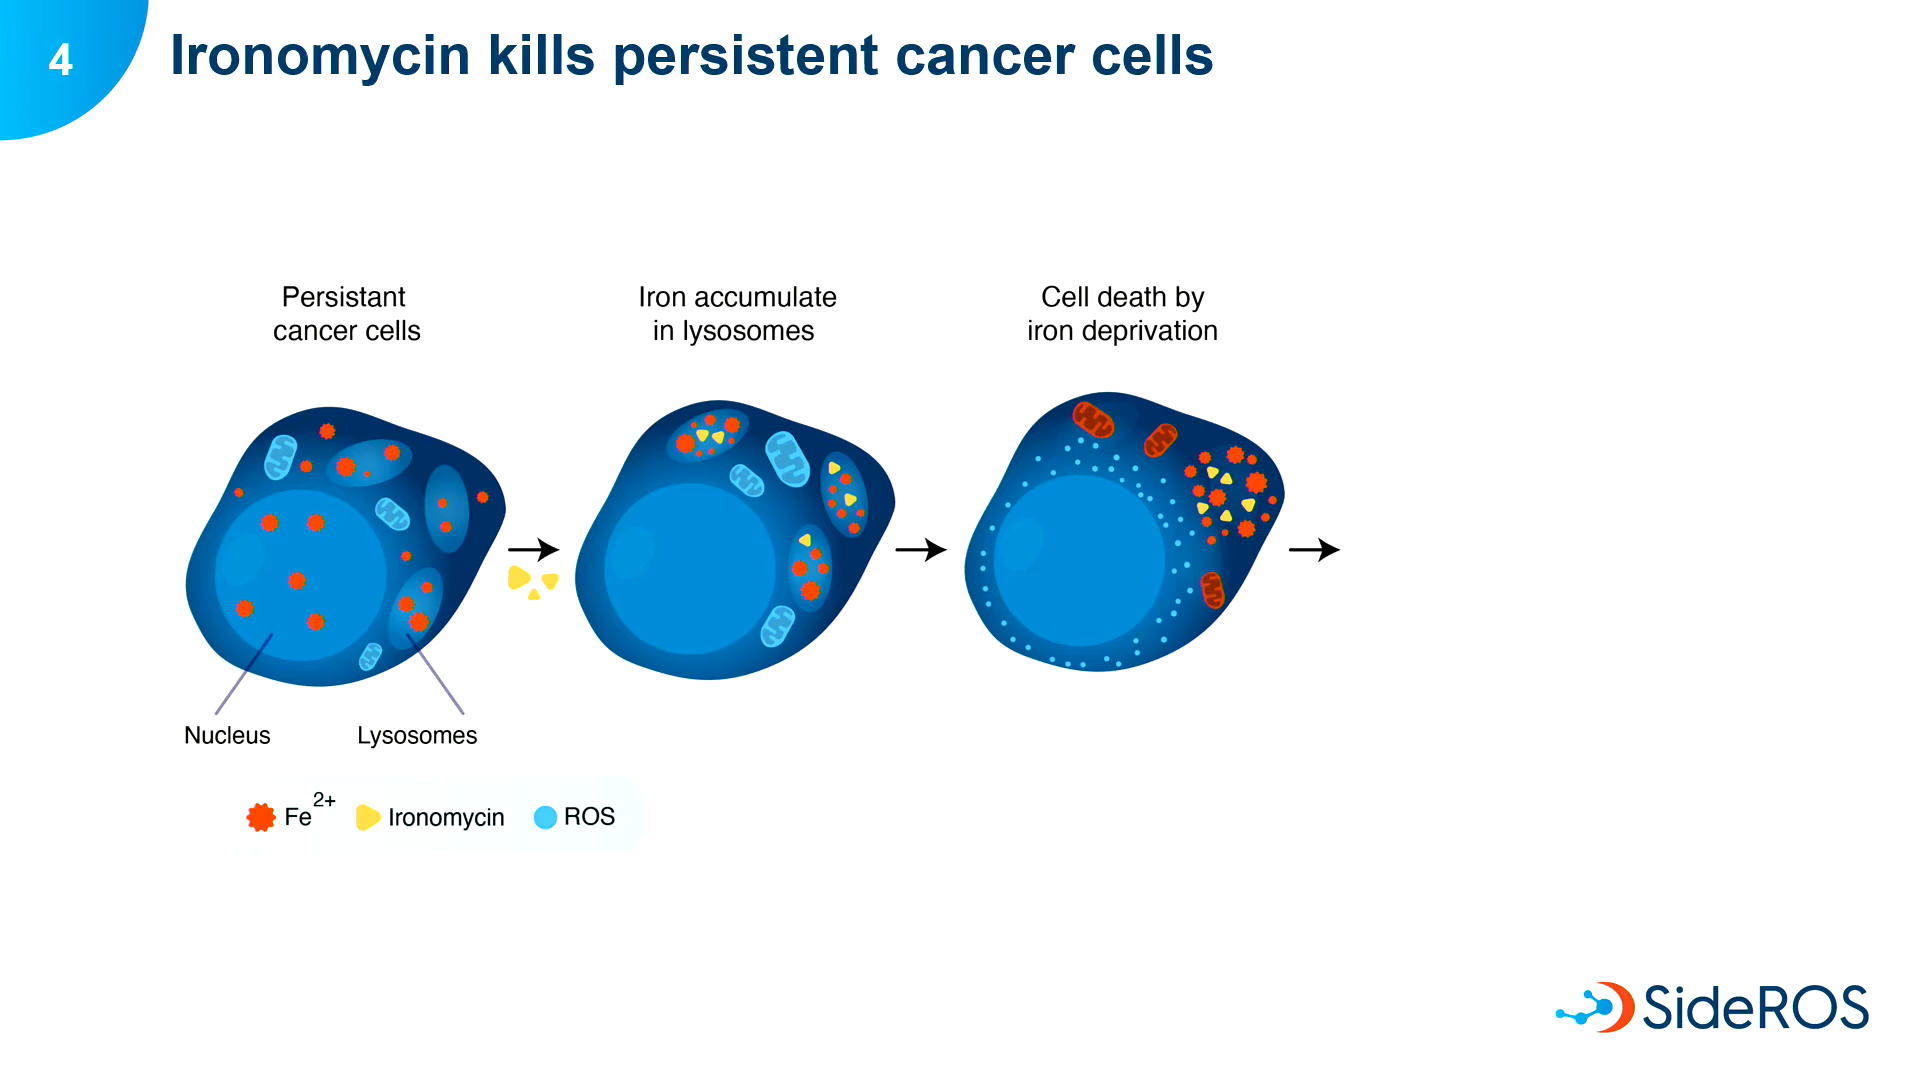 4
Ironomycin kills persistent cancer cells
Persistant
cancer cells
Iron accumulate
in lysosomes
Cell death by
iron deprivation
Nucleus
Lysosomes
Fe2+
Ironomycin
ROS
SideROS